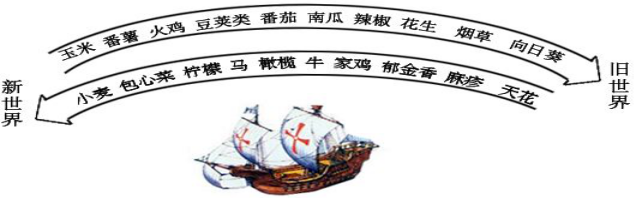 玉米 番薯 火鸡 豆荚类 番茄 南瓜 辣椒 花生 烟草 向日葵
小麦 包心菜 柠檬 马 橄榄 牛 家鸡 郁金香 麻疹 天花
新世界
旧世界